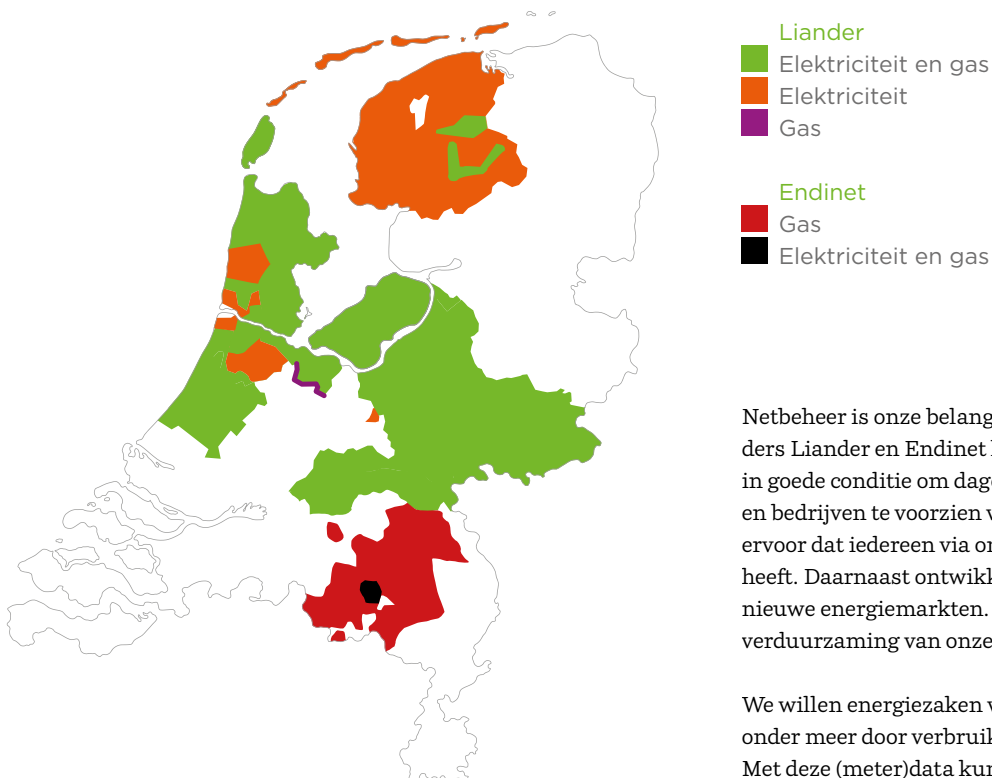 Liander
Elektriciteit en gas
Elektriciteit
Gas
Endinet
Gas
Elektriciteit en gas
Netbeheer is onze belang
ders Liander en Endinet
in goede conditie om dage
en bedrijven te voorzien v
ervoor dat iedereen via on
heeft. Daarnaast ontwikk
nieuwe energiemarkten.
verduurzaming van onze
We willen energiezaken v
onder meer door verbruik
Met deze (meter)data kun